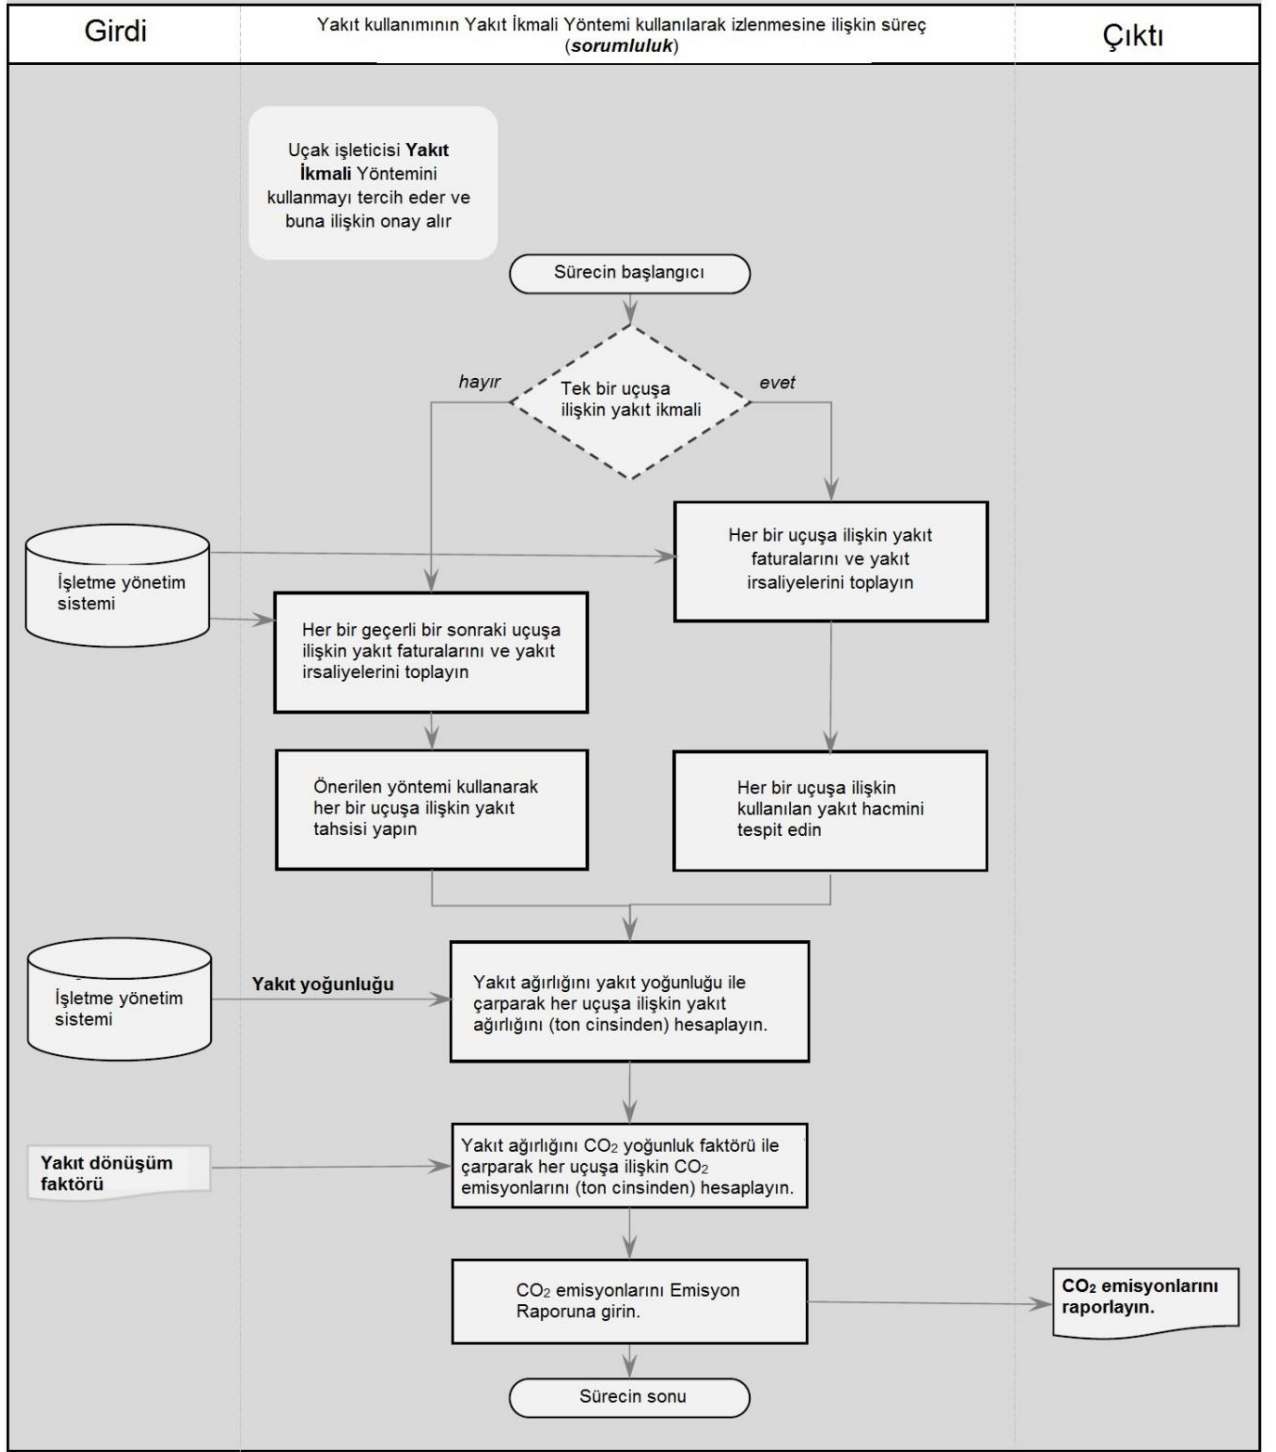 Girdi
Yakıt kullanımının Yakıt İkmali Yöntemi kullanılarak izlenmesine ilişkin süreç
(sorumluluk)
Çıktı
Uçak işleticisi Yakıt
İkmali Yöntemini
kullanmayı tercih eder ve
buna ilişkin onay alır
Sürecin başlangıcı
hayır
Tek bir uçuşa
ilişkin yakıt ikmali
evet
Her bir uçuşa ilişkin yakıt
faturalarını ve yakıt
irsaliyelerini toplayın
İşletme yönetim
sistemi
Her bir geçerli bir sonraki uçuşa
ilişkin yakıt faturalarını ve yakıt
irsaliyelerini toplayın
Önerilen yöntemi kullanarak
her bir uçuşa ilişkin yakıt
tahsisi yapın
Her bir uçuşa ilişkin
kullanılan yakıt hacmini
tespit edin
İşletme yönetim
sistemi
Yakıt yoğunluğu
Yakıt ağırlığını yakıt yoğunluğu ile
çarparak her uçuşa ilişkin yakıt
ağırlığını (ton cinsinden) hesaplayın.
Yakıt dönüşüm
faktörü
Yakıt ağırlığını CO₂ yoğunluk faktörü ile
çarparak her uçuşa ilişkin CO₂
emisyonlarını (ton cinsinden) hesaplayın.
CO₂ emisyonlarını Emisyon
Raporuna girin.
CO₂ emisyonlarını
raporlayın.
Sürecin sonu